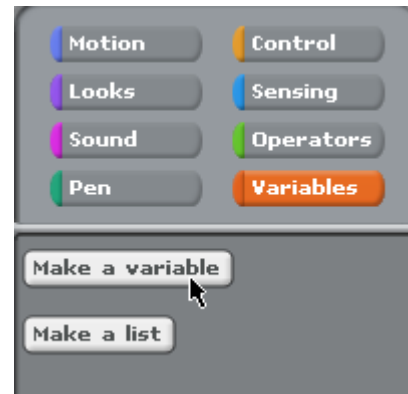 Motion Control
Looks Sensing
Sound Operators
Pen Variables
Make a variable
Make a list